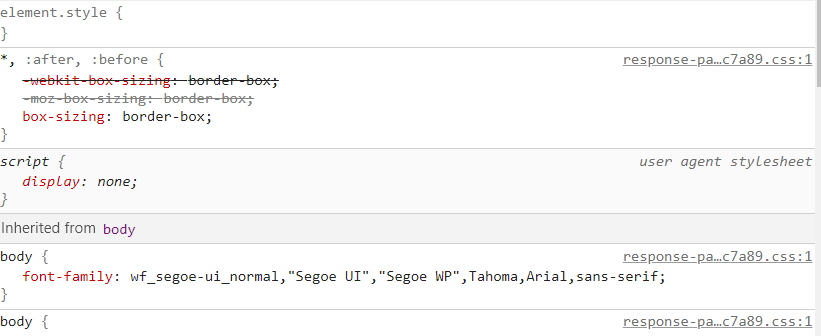 element.style {
}
*, :after, :before { response-pa…c7a89.css:1
-webkit-box-sizing: border-box;
-moz-box-sizing: border-box;
box-sizing: border-box;
}
script { user agent stylesheet
display: none;
}
Inherited from body
body { response-pa…c7a89.css:1
font-family: wf_segoe-ui_normal,"Segoe UI","Segoe WP",Tahoma,Arial,sans-serif;
}
body { response-pa…c7a89.css:1